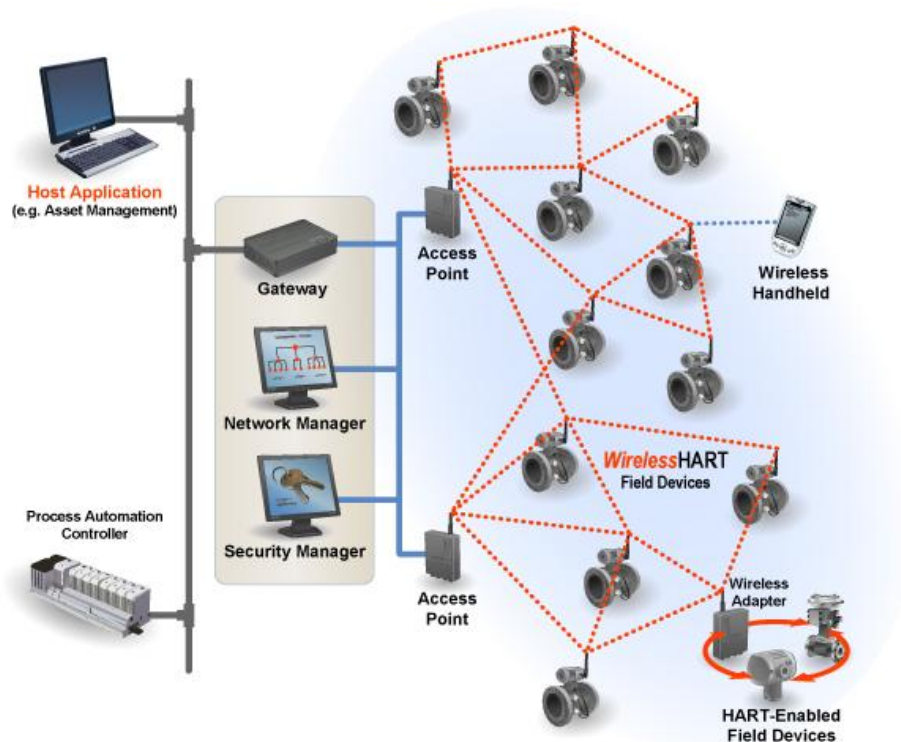 Host Application
(e.g. Asset Management)
Gateway
Network Manager
Security Manager
Process Automation
Controller
Access
Point
Access
Point
Wireless
Handheld
WirelessHART
Field Devices
Wireless
Adapter
HART-Enabled
Field Devices